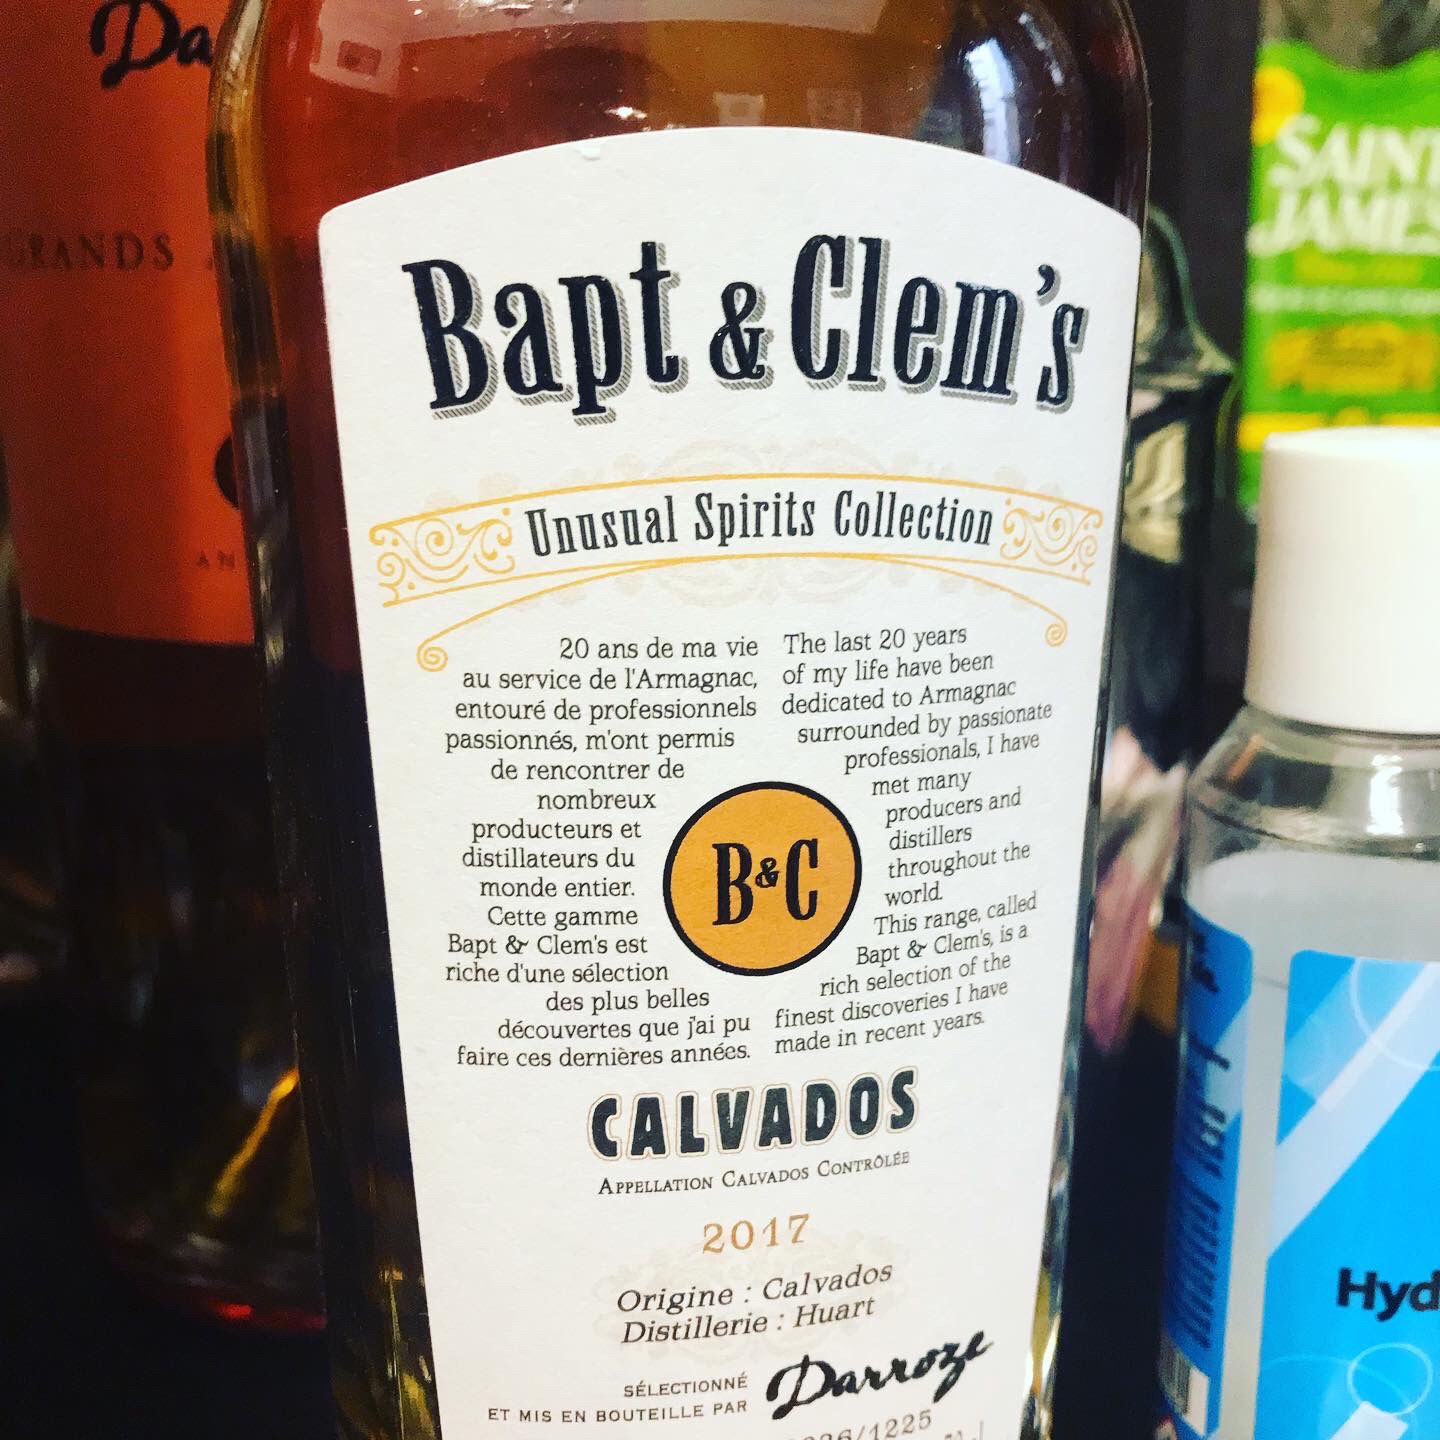 Bapt & Clem's
Unusual Spirits Collection
20 ans de ma vie
au service de l'Armagnac,
entouré de professionnels
passionnés, m'ont permis
de rencontrer de
nombreux
producteurs et
distillateurs du
monde entier.
Cette gamme
Bapt & Clem's est
riche d'une sélection
des plus belles
découvertes que j'ai pu
faire ces dernières années.
The last 20 years
of my life have been
dedicated to Armagnac
surrounded by passionate
professionals, I have
met many
producers and
distillers
throughout the
world.
This range, called
Bapt & Clem's, is a
rich selection of the
finest discoveries I have
made in recent years.
B&C
CALVADOS
APPELLATION CALVADOS CONTRÔLÉE
2017
Origine : Calvados
Distillerie : Huart
SÉLECTIONNÉ
ET MIS EN BOUTEILLE PAR
Darroze
/1225
Da
GRANDS
AN
SAINT
JAMES
Hyd